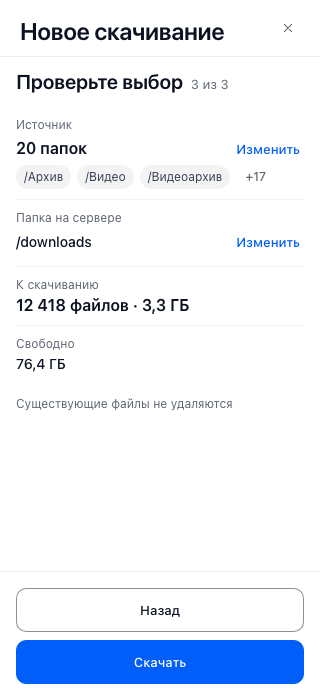 Новое скачивание
Проверьте выбор 3 из 3
Источник
20 папок Изменить
/Архив /Видео /Видеоархив +17
Папка на сервере
/downloads Изменить
К скачиванию
12 418 файлов · 3,3 ГБ
Свободно
76,4 ГБ
Существующие файлы не удаляются
Назад
Скачать